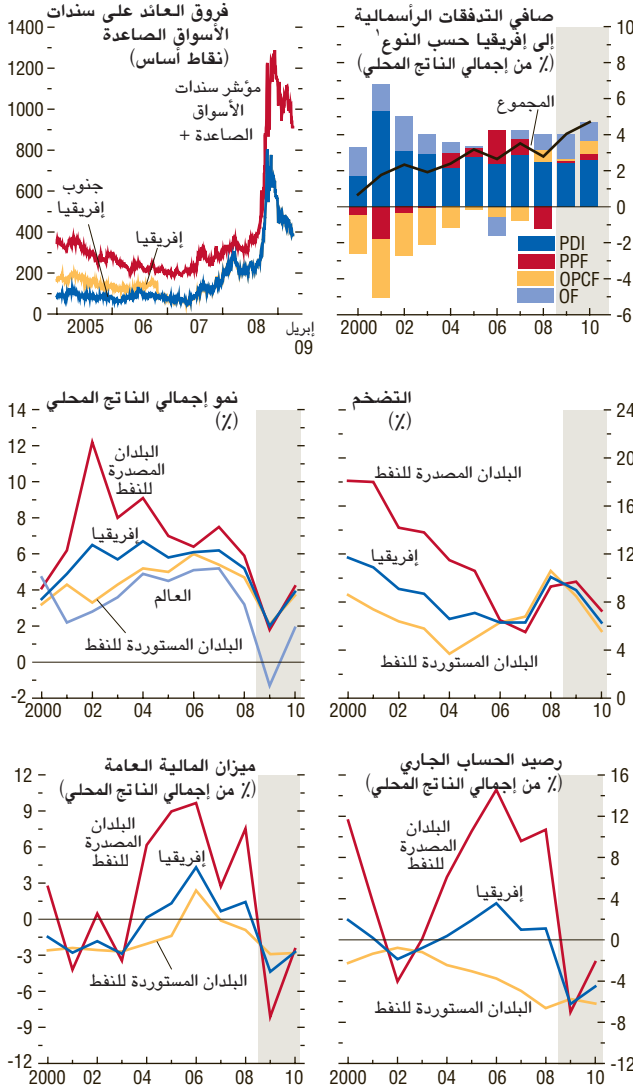 فروق العائد على سندات
الأسواق الصاعدة
(نقاط أساس)
1400
1200
1000
800
600
400
200
0
مؤشر سندات
الأسواق
الصاعدة +
جنوب
إفريقيا
إفريقيا
2005
06
07
08
إبريل
09
صافي التدفقات الرأسمالية
إلى إفريقيا حسب النوع¹
(% من إجمالي الناتج المحلي)
المجموع
10
8
6
4
2
0
-2
-4
-6
PDI
PPF
OPCF
OF
2000
02
04
06
08
10
نمو إجمالي الناتج المحلي
(%)
14
12
10
8
6
4
2
0
-2
البلدان
المصدرة
للنفط
إفريقيا
العالم
البلدان المستوردة للنفط
2000
02
04
06
08
10
التضخم
(%)
24
20
16
12
8
4
0
البلدان المصدرة للنفط
إفريقيا
البلدان المستوردة للنفط
2000
02
04
06
08
10
ميزان المالية العامة
(% من إجمالي الناتج المحلي)
12
9
6
3
0
-3
-6
-9
-12
البلدان
المصدرة
للنفط
إفريقيا
البلدان المستوردة للنفط
2000
02
04
06
08
10
رصيد الحساب الجاري
(% من إجمالي الناتج المحلي)
16
12
8
4
0
-4
-8
-12
البلدان
المصدرة
للنفط
إفريقيا
البلدان المستوردة للنفط
2000
02
04
06
08
10